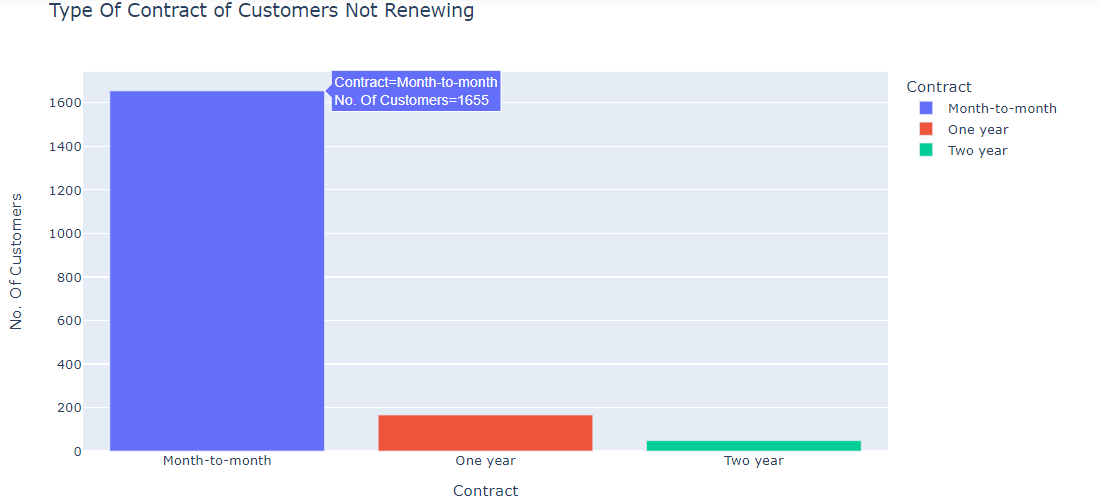 Type Of Contract of Customers Not Renewing
Contract=Month-to-month
No. Of Customers=1655
Contract
Month-to-month
One year
Two year
No. Of Customers
1600
1400
1200
1000
800
600
400
200
0
Month-to-month
One year
Two year
Contract